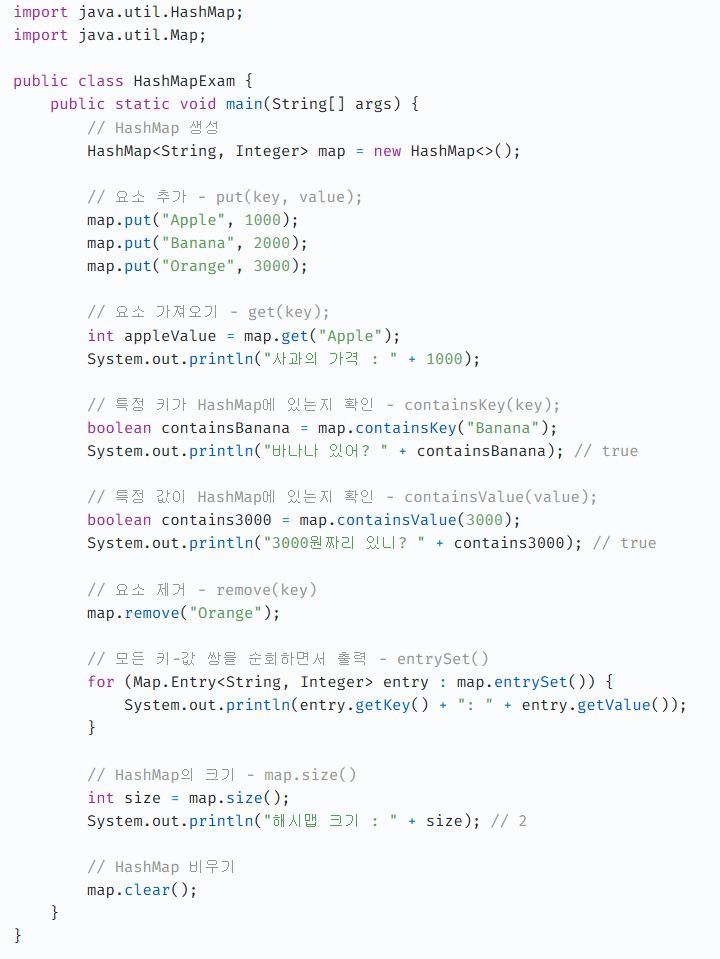 import java.util.HashMap;
import java.util.Map;

public class HashMapExam {
    public static void main(String[] args) {
        // HashMap 생성
        HashMap<String, Integer> map = new HashMap<>();

        // 요소 추가 - put(key, value);
        map.put("Apple", 1000);
        map.put("Banana", 2000);
        map.put("Orange", 3000);

        // 요소 가져오기 - get(key);
        int appleValue = map.get("Apple");
        System.out.println("사과의 가격 : " + 1000);

        // 특정 키가 HashMap에 있는지 확인 - containsKey(key);
        boolean containsBanana = map.containsKey("Banana");
        System.out.println("바나나 있어? " + containsBanana); // true

        // 특정 값이 HashMap에 있는지 확인 - containsValue(value);
        boolean contains3000 = map.containsValue(3000);
        System.out.println("3000원짜리 있니? " + contains3000); // true

        // 요소 제거 - remove(key)
        map.remove("Orange");

        // 모든 키-값 쌍을 순회하면서 출력 - entrySet()
        for (Map.Entry<String, Integer> entry : map.entrySet()) {
            System.out.println(entry.getKey() + ": " + entry.getValue());
        }

        // HashMap의 크기 - map.size()
        int size = map.size();
        System.out.println("해시맵 크기 : " + size); // 2

        // HashMap 비우기
        map.clear();
    }
}